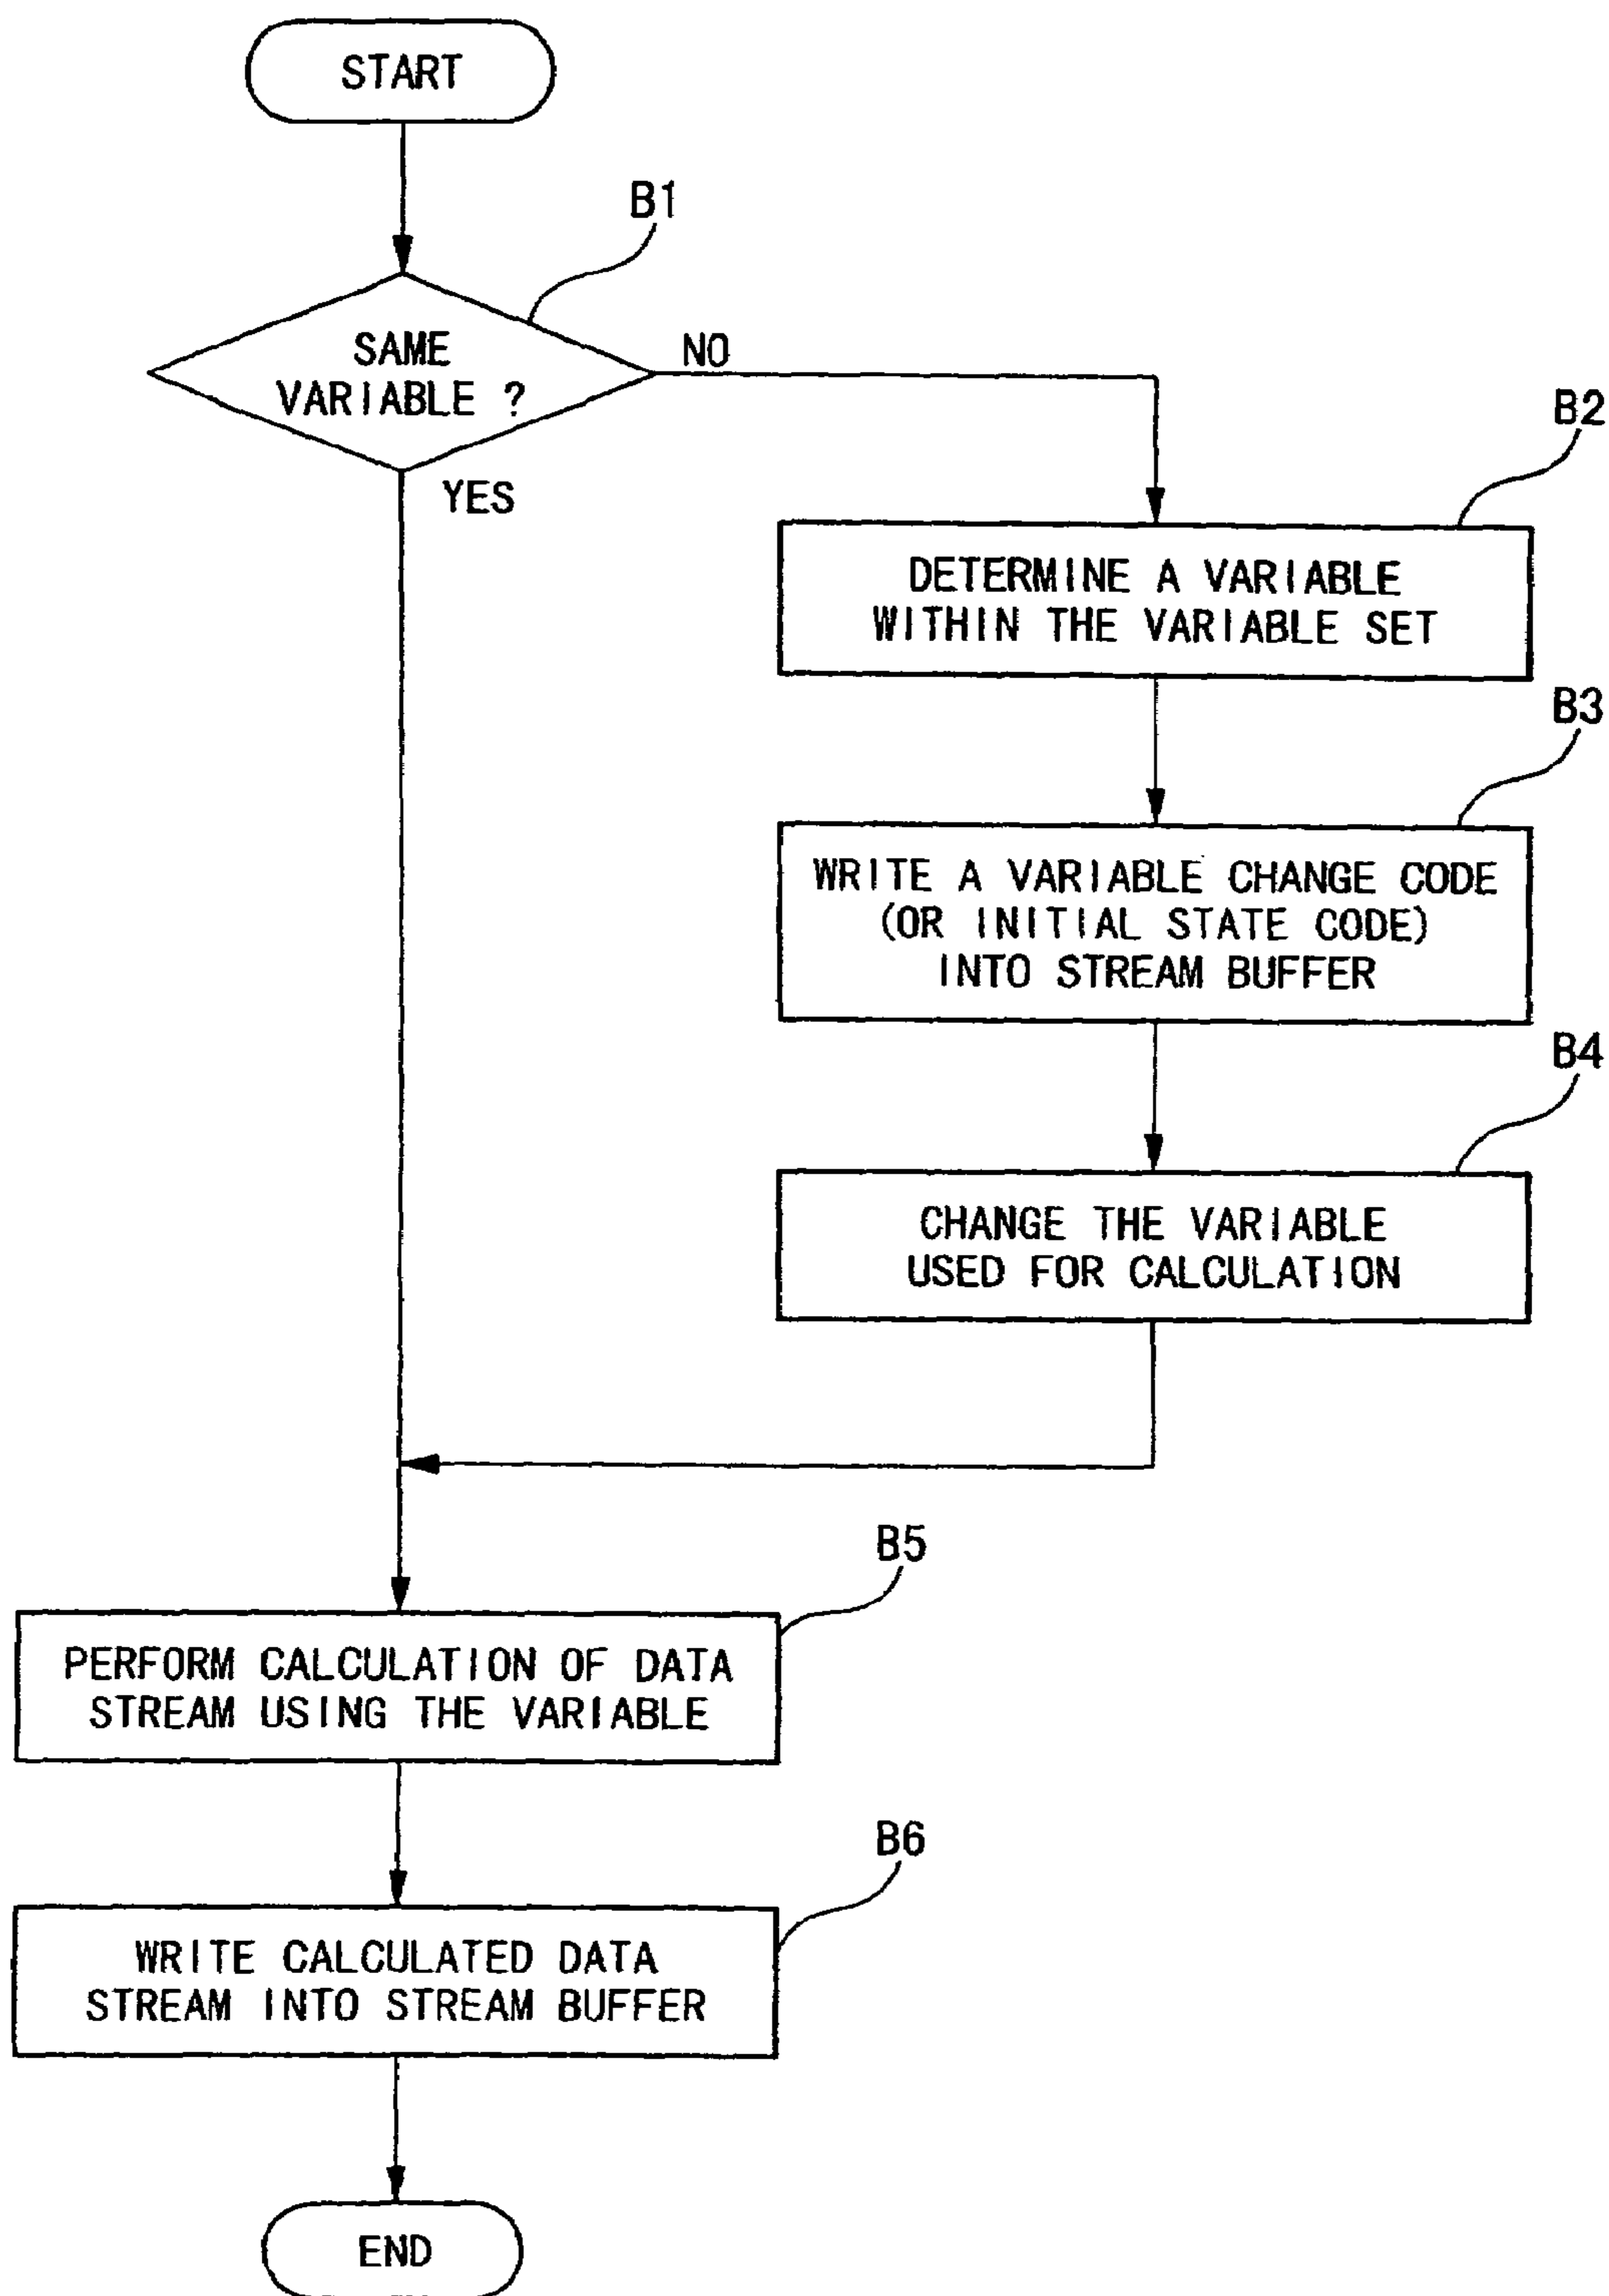 START
B1
SAME
VARIABLE ?
NO
YES
B2
DETERMINE A VARIABLE
WITHIN THE VARIABLE SET
B3
WRITE A VARIABLE CHANGE CODE
(OR INITIAL STATE CODE)
INTO STREAM BUFFER
B4
CHANGE THE VARIABLE
USED FOR CALCULATION
B5
PERFORM CALCULATION OF DATA
STREAM USING THE VARIABLE
B6
WRITE CALCULATED DATA
STREAM INTO STREAM BUFFER
END